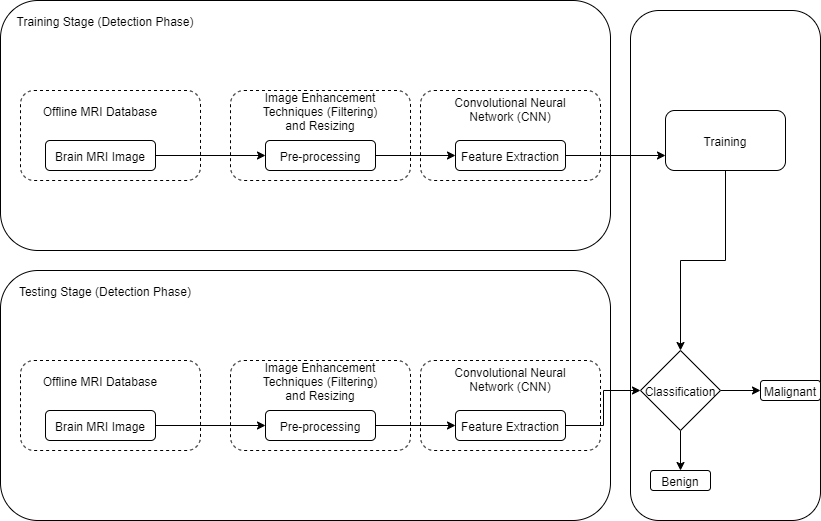 Training Stage (Detection Phase)
Offline MRI Database
Brain MRI Image
Image Enhancement
Techniques (Filtering)
and Resizing
Pre-processing
Convolutional Neural
Network (CNN)
Feature Extraction
Training
Testing Stage (Detection Phase)
Offline MRI Database
Brain MRI Image
Image Enhancement
Techniques (Filtering)
and Resizing
Pre-processing
Convolutional Neural
Network (CNN)
Feature Extraction
Classification
Malignant
Benign